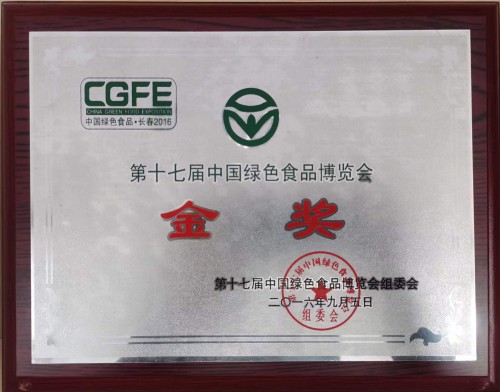 CGFE
CHINA GREEN FOOD EXPOSITION
中国绿色食品·长春2016
第十七届中国绿色食品博览会
金奖
第十七届中国绿色食品博览会组委会
二〇一六年九月五日
组委会